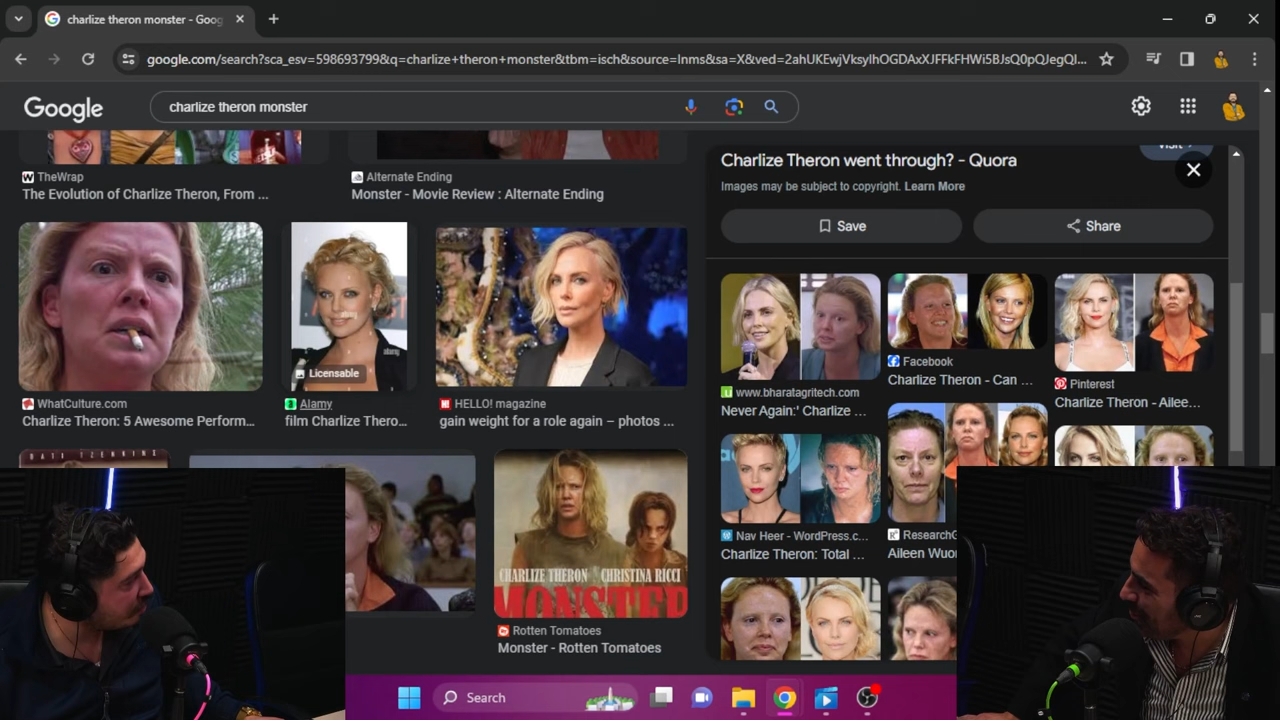 charlize theron monster - Goog
google.com/search?sca_esv=598693799&q=charlize+theron+monster&tbm=isch&source=lnms&sa=X&ved=2ahUKEwjVksylhOGDAxXJFFkFHWi5BJsQ0pQJegQI...
Google
charlize theron monster
TheWrap
The Evolution of Charlize Theron, From ...
Alternate Ending
Monster - Movie Review : Alternate Ending
Visit
Charlize Theron went through? - Quora
Images may be subject to copyright. Learn More
Save
Share
alamy
Licensable
WhatCulture.com
Charlize Theron: 5 Awesome Perform...
Alamy
film Charlize Thero...
HELLO! magazine
gain weight for a role again – photos ...
www.bharatagritech.com
Never Again:' Charlize ...
Facebook
Charlize Theron - Can ...
Pinterest
Charlize Theron - Ailee...
Nav Heer - WordPress.c...
Charlize Theron: Total ...
ResearchG
Aileen Wuor
CHARLIZE THERON CHRISTINA RICCI
MONSTER
Rotten Tomatoes
Monster - Rotten Tomatoes
Search